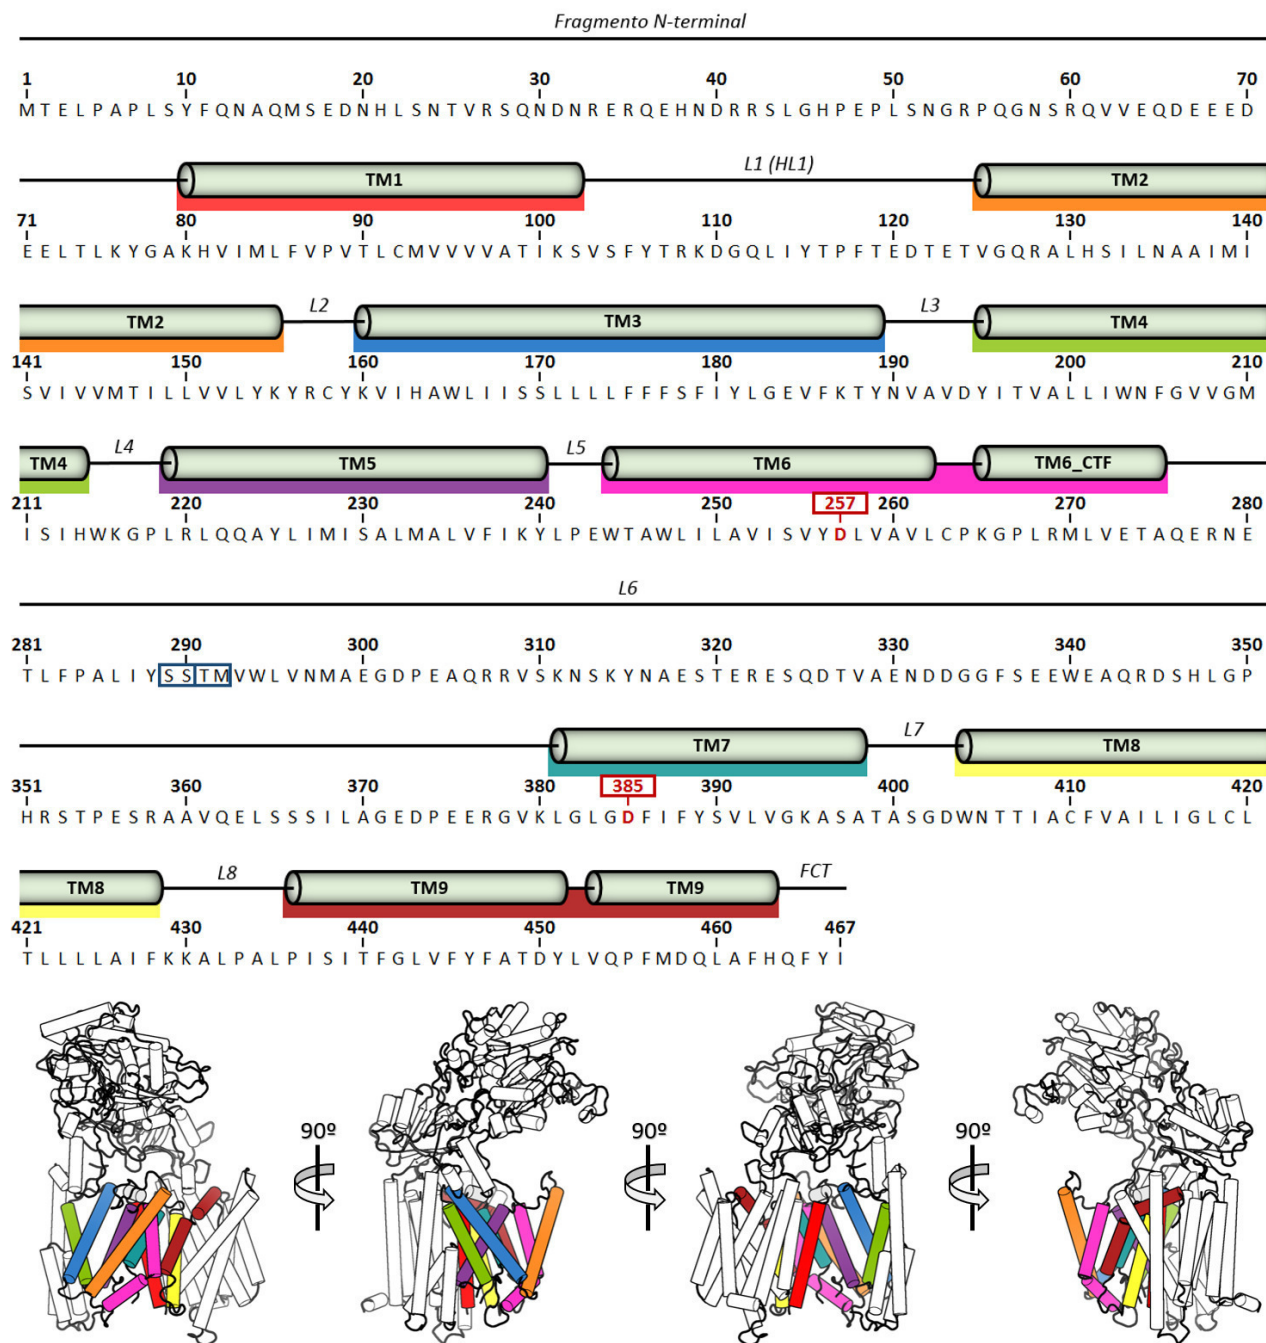 Fragmento N-terminal
1 10 20 30 40 50 60 70
M T E L P A P L S Y F Q N A Q M S E D N H L S N T V R S Q N D N R E R Q E H N D R R S L G H P E P L S N G R P Q G N S R Q V V E Q D E E E D
TM1 L1 (HL1) TM2
71 80 90 100 110 120 130 140
E E L T L K Y G A K H V I M L F V P V T L C M V V V V A T I K S V S F Y T R K D G Q L I Y T P F T E D T E T V G Q R A L H S I L N A A I M I
TM2 L2 TM3 L3 TM4
141 150 160 170 180 190 200 210
S V I V V M T I L L V V L Y K Y R C Y K V I H A W L I I S S L L L L F F F S F I Y L G E V F K T Y N V A V D Y I T V A L L I W N F G V V G M
TM4 L4 TM5 L5 TM6 TM6_CTF
211 220 230 240 250 257 260 270 280
I S I H W K G P L R L Q Q A Y L I M I S A L M A L V F I K Y L P E W T A W L I L A V I S V Y D L V A V L C P K G P L R M L V E T A Q E R N E
L6
281 290 300 310 320 330 340 350
T L F P A L I Y S S T M V W L V N M A E G D P E A Q R R V S K N S K Y N A E S T E R E S Q D T V A E N D D G G F S E E W E A Q R D S H L G P
TM7 L7 TM8
351 360 370 380 385 390 400 410 420
H R S T P E S R A A V Q E L S S S I L A G E D P E E R G V K L G L G D F I F Y S V L V G K A S A T A S G D W N T T I A C F V A I L I G L C L
TM8 L8 TM9 TM9 FCT
421 430 440 450 460 467
T L L L L A I F K K A L P A L P I S I T F G L V F Y F A T D Y L V Q P F M D Q L A F H Q F Y I
90º 90º 90º